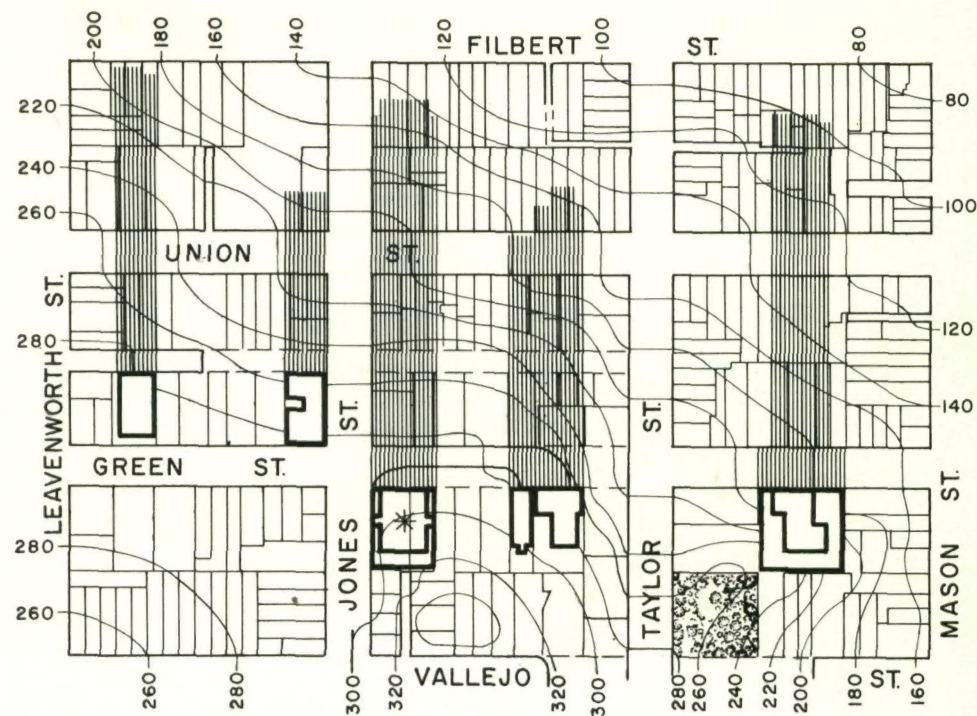 200
180
160
140
120
FILBERT
100
ST.
80
220
80
240
260
100
UNION
ST.
ST.
280
120
LEAVENWORTH
ST.
ST.
140
GREEN
ST.
ST.
280
JONES
TAYLOR
MASON
260
VALLEJO
ST.
260
280
300
320
320
300
280
260
240
220
200
180
160